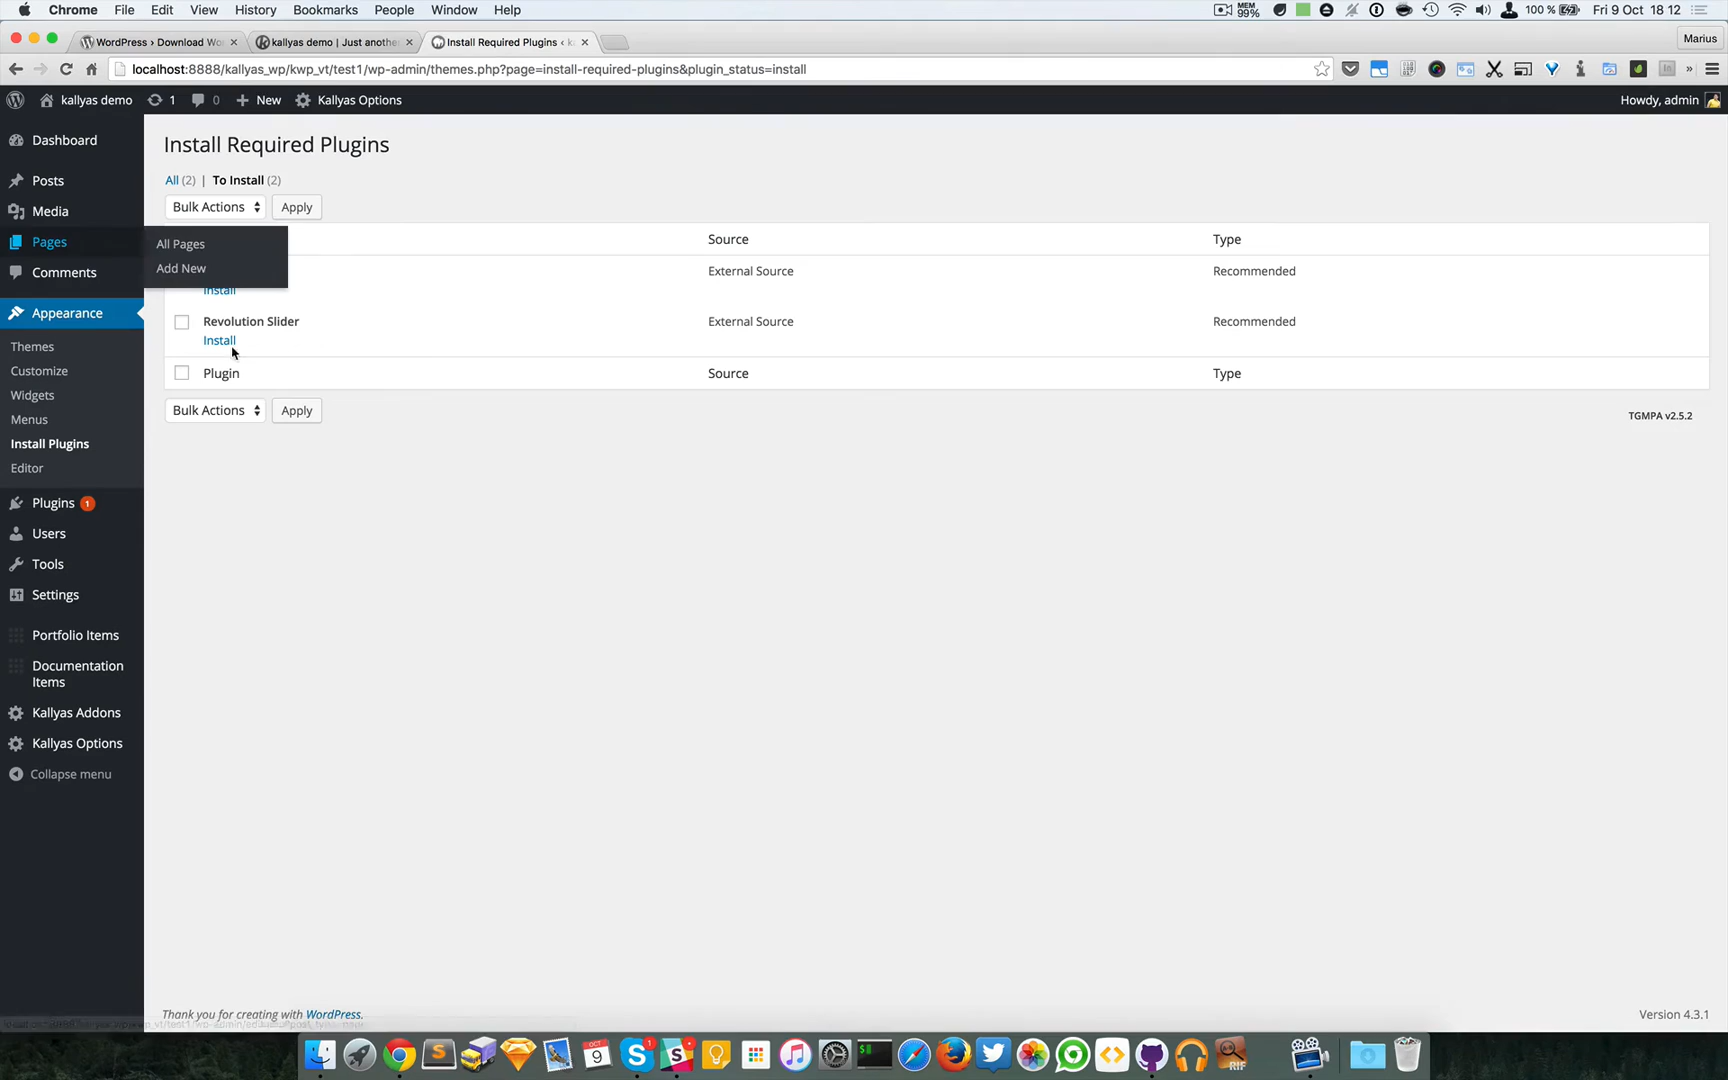 Chrome File Edit View History Bookmarks People Window Help MEM 99% 100 % Fri 9 Oct 18 12
WordPress › Download Wo kallyas demo | Just anothe Install Required Plugins ‹ k Marius
localhost:8888/kallyas_wp/kwp_vt/test1/wp-admin/themes.php?page=install-required-plugins&plugin_status=install
kallyas demo 1 0 New Kallyas Options Howdy, admin
Dashboard
Posts
Media
Pages
Comments
Appearance
Themes
Customize
Widgets
Menus
Install Plugins
Editor
Plugins 1
Users
Tools
Settings
Portfolio Items
Documentation
Items
Kallyas Addons
Kallyas Options
Collapse menu
All Pages
Add New
Install Required Plugins
All (2) | To Install (2)
Bulk Actions Apply
Source Type
External Source Recommended
Install
Revolution Slider External Source Recommended
Install
Plugin Source Type
Bulk Actions Apply
TGMPA v2.5.2
Thank you for creating with WordPress.
Version 4.3.1
OCT
9
1
RIF